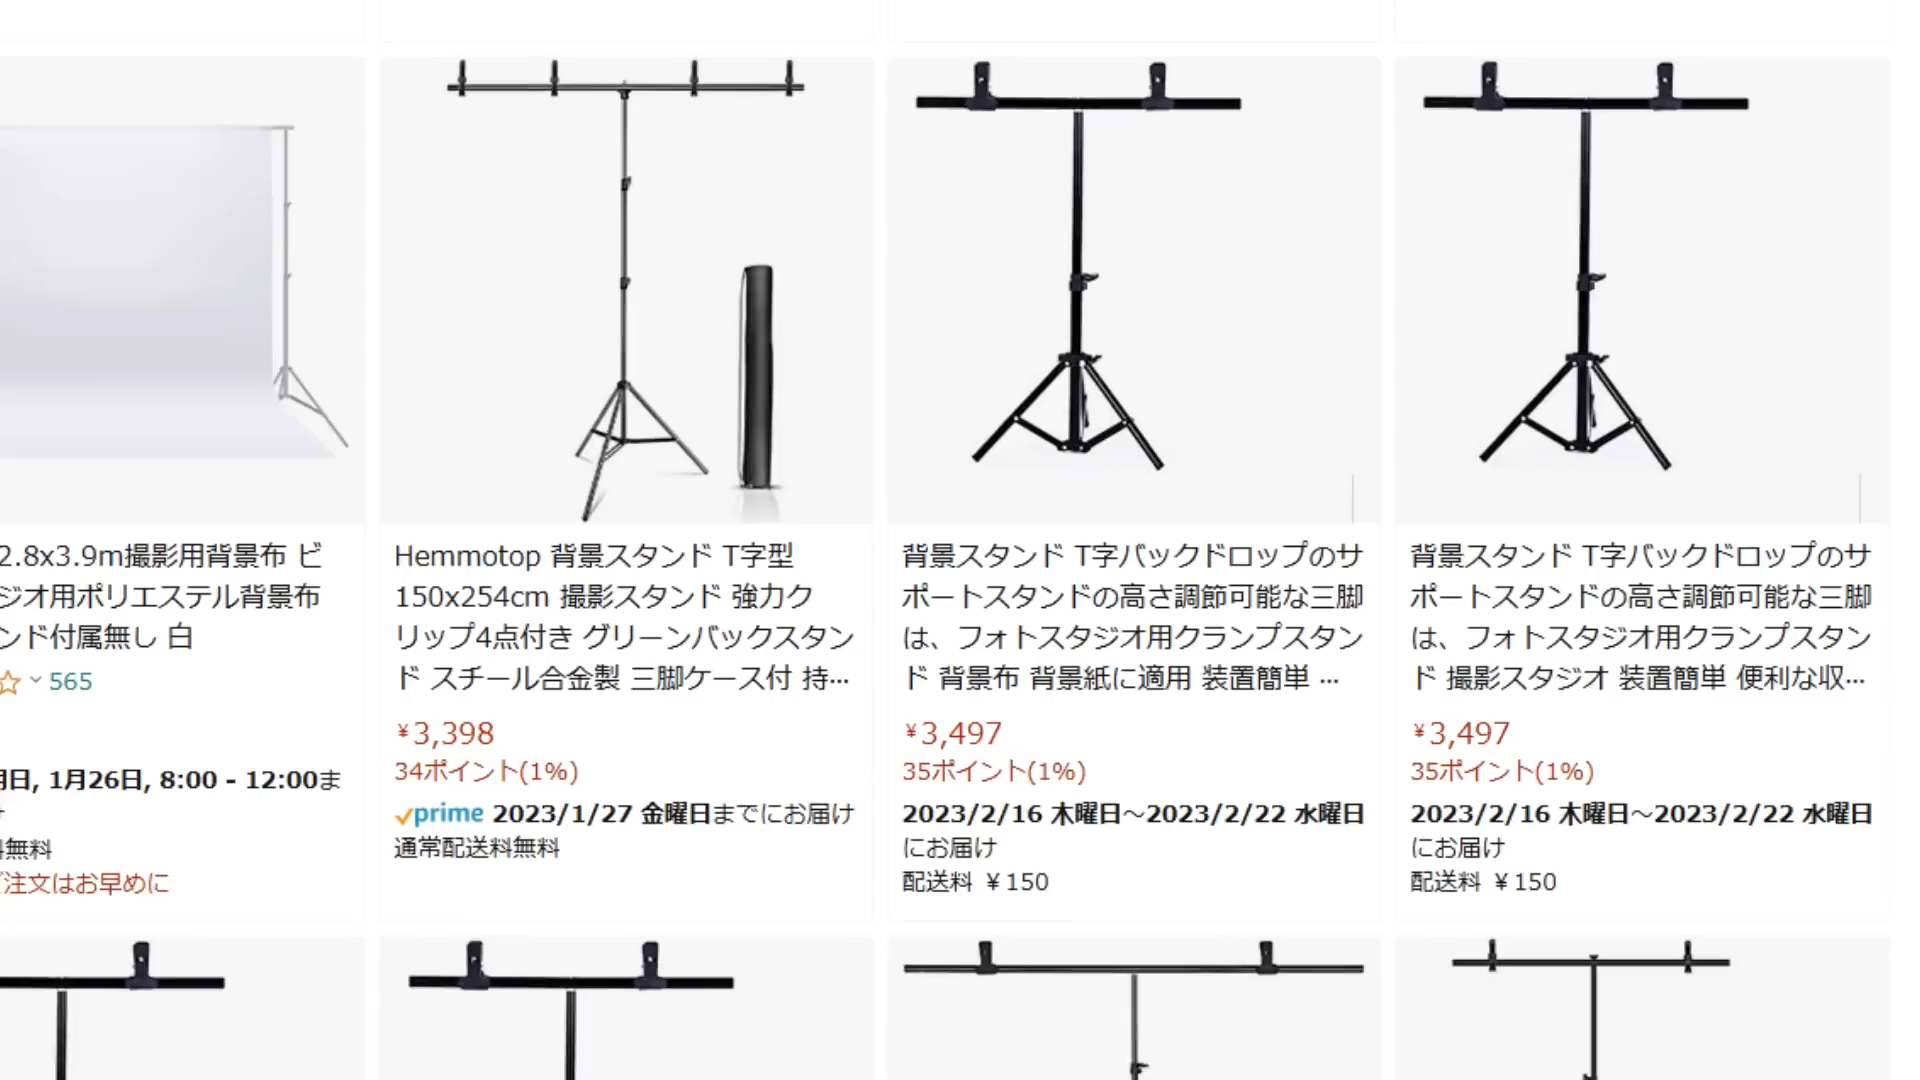 2.8x3.9m撮影用背景布 ビ
ジオ用ポリエステル背景布
ンド付属無し 白
565
月日, 1月26日, 8:00 - 12:00ま
料無料
ご注文はお早めに
Hemmotop 背景スタンド T字型
150x254cm 撮影スタンド 強力ク
リップ4点付き グリーンバックスタン
ド スチール合金製 三脚ケース付 持…
¥3,398
34ポイント(1%)
prime 2023/1/27 金曜日までにお届け
通常配送料無料
背景スタンド T字バックドロップのサ
ポートスタンドの高さ調節可能な三脚
は、フォトスタジオ用クランプスタン
ド 背景布 背景紙に適用 装置簡単 …
¥3,497
35ポイント(1%)
2023/2/16 木曜日～2023/2/22 水曜日
にお届け
配送料 ¥150
背景スタンド T字バックドロップのサ
ポートスタンドの高さ調節可能な三脚
は、フォトスタジオ用クランプスタン
ド 撮影スタジオ 装置簡単 便利な収…
¥3,497
35ポイント(1%)
2023/2/16 木曜日～2023/2/22 水曜日
にお届け
配送料 ¥150